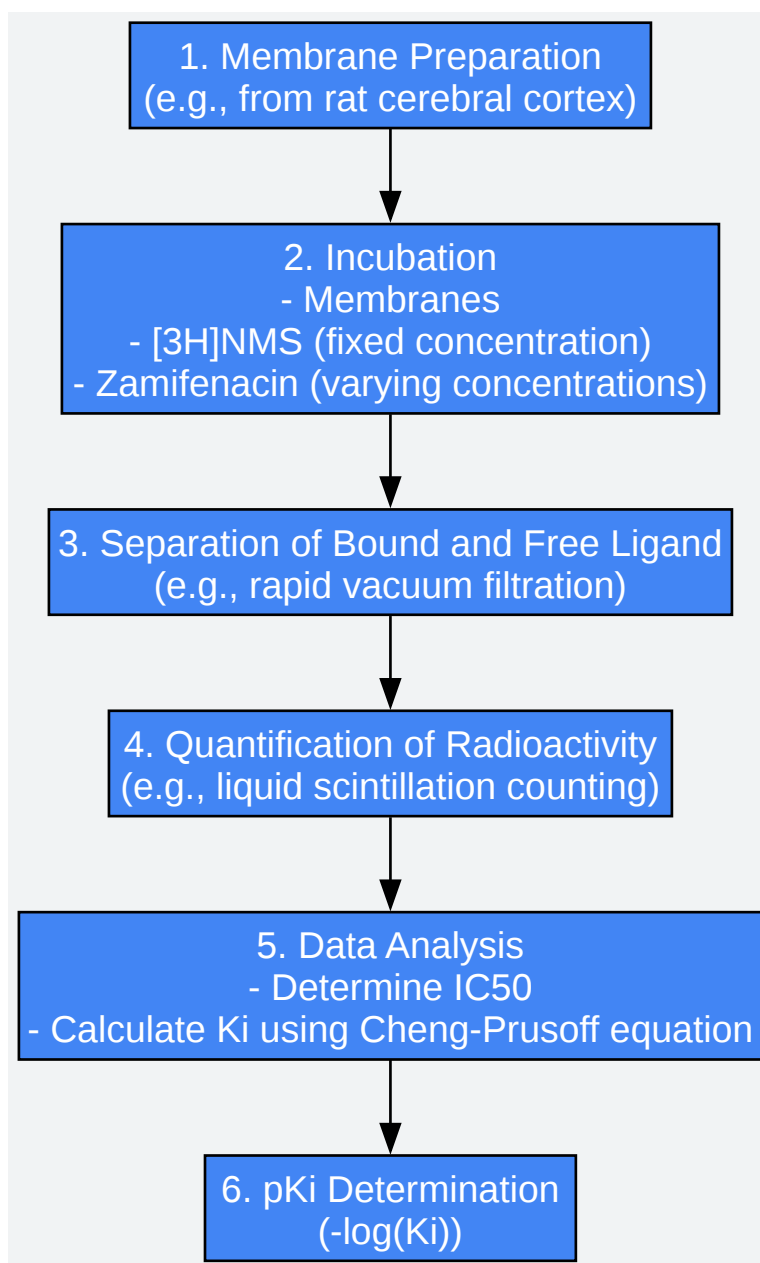 1. Membrane Preparation
(e.g., from rat cerebral cortex)
2. Incubation
- Membranes
- [3H]NMS (fixed concentration)
- Zamifenacin (varying concentrations)
3. Separation of Bound and Free Ligand
(e.g., rapid vacuum filtration)
4. Quantification of Radioactivity
(e.g., liquid scintillation counting)
5. Data Analysis
- Determine IC50
- Calculate Ki using Cheng-Prusoff equation
6. pKi Determination
(-log(Ki))